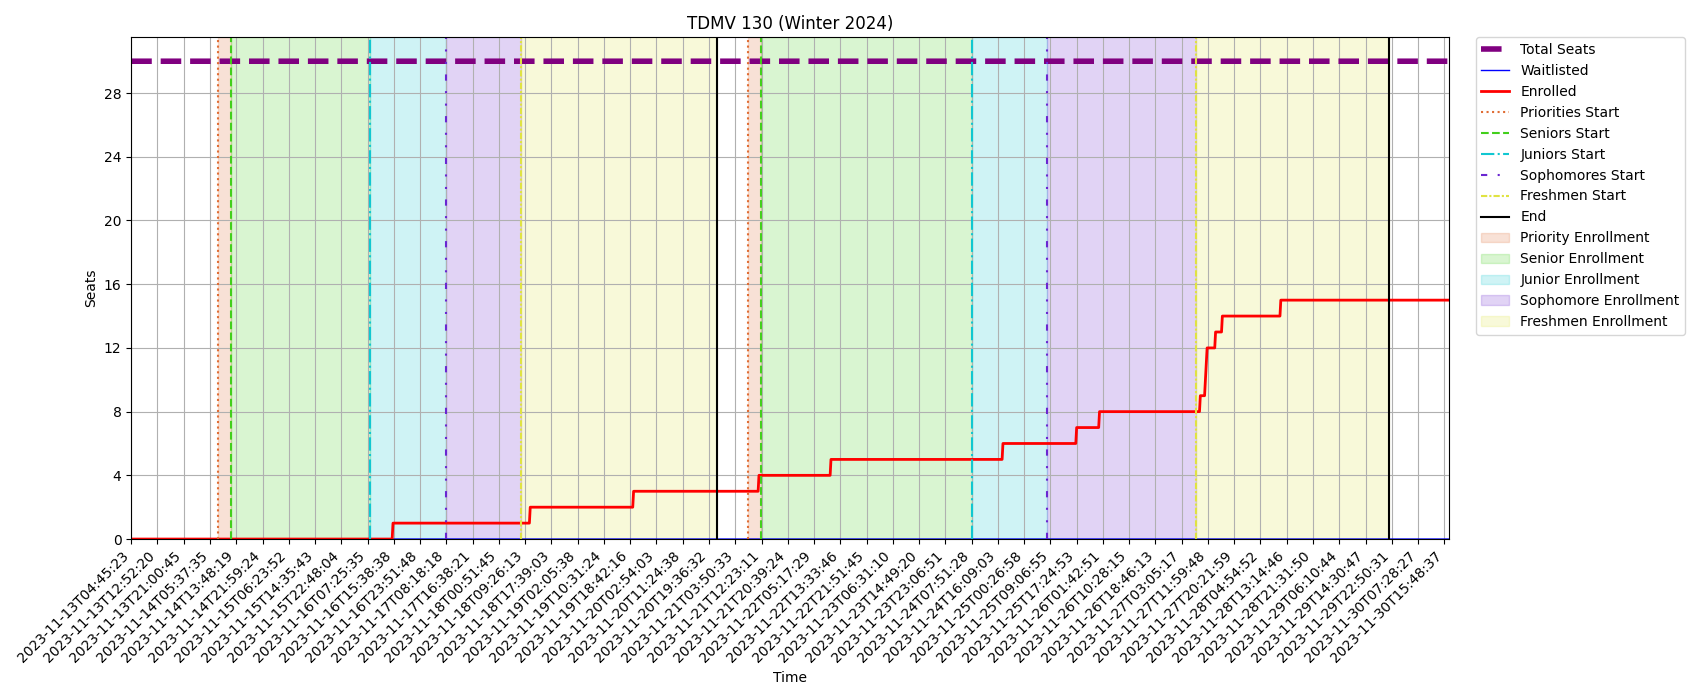 TDMV 130 (Winter 2024)
Total Seats
Waitlisted
Enrolled
Priorities Start
Seniors Start
Juniors Start
Sophomores Start
Freshmen Start
End
Priority Enrollment
Senior Enrollment
Junior Enrollment
Sophomore Enrollment
Freshmen Enrollment
Seats
28
24
20
16
12
8
4
0
2023-11-13T04:45:23
2023-11-13T12:52:20
2023-11-13T21:00:45
2023-11-14T05:37:35
2023-11-14T13:48:19
2023-11-14T21:59:24
2023-11-15T06:23:52
2023-11-15T14:35:43
2023-11-15T22:48:04
2023-11-16T07:25:35
2023-11-16T15:38:38
2023-11-16T23:51:48
2023-11-17T08:18:18
2023-11-17T16:38:21
2023-11-18T00:51:45
2023-11-18T09:26:13
2023-11-18T17:39:03
2023-11-19T02:05:38
2023-11-19T10:31:24
2023-11-19T18:42:16
2023-11-20T02:54:03
2023-11-20T11:24:38
2023-11-20T19:36:32
2023-11-21T03:50:33
2023-11-21T12:23:11
2023-11-21T20:39:24
2023-11-22T05:17:29
2023-11-22T13:33:46
2023-11-22T21:51:45
2023-11-23T06:31:10
2023-11-23T14:49:20
2023-11-23T23:06:51
2023-11-24T07:51:28
2023-11-24T16:09:03
2023-11-25T00:26:58
2023-11-25T09:06:55
2023-11-25T17:24:53
2023-11-26T01:42:51
2023-11-26T10:28:15
2023-11-26T18:46:13
2023-11-27T03:05:17
2023-11-27T11:59:48
2023-11-27T20:21:59
2023-11-28T04:54:52
2023-11-28T13:14:46
2023-11-28T21:31:50
2023-11-29T06:10:44
2023-11-29T14:30:47
2023-11-29T22:50:31
2023-11-30T07:28:27
2023-11-30T15:48:37
Time